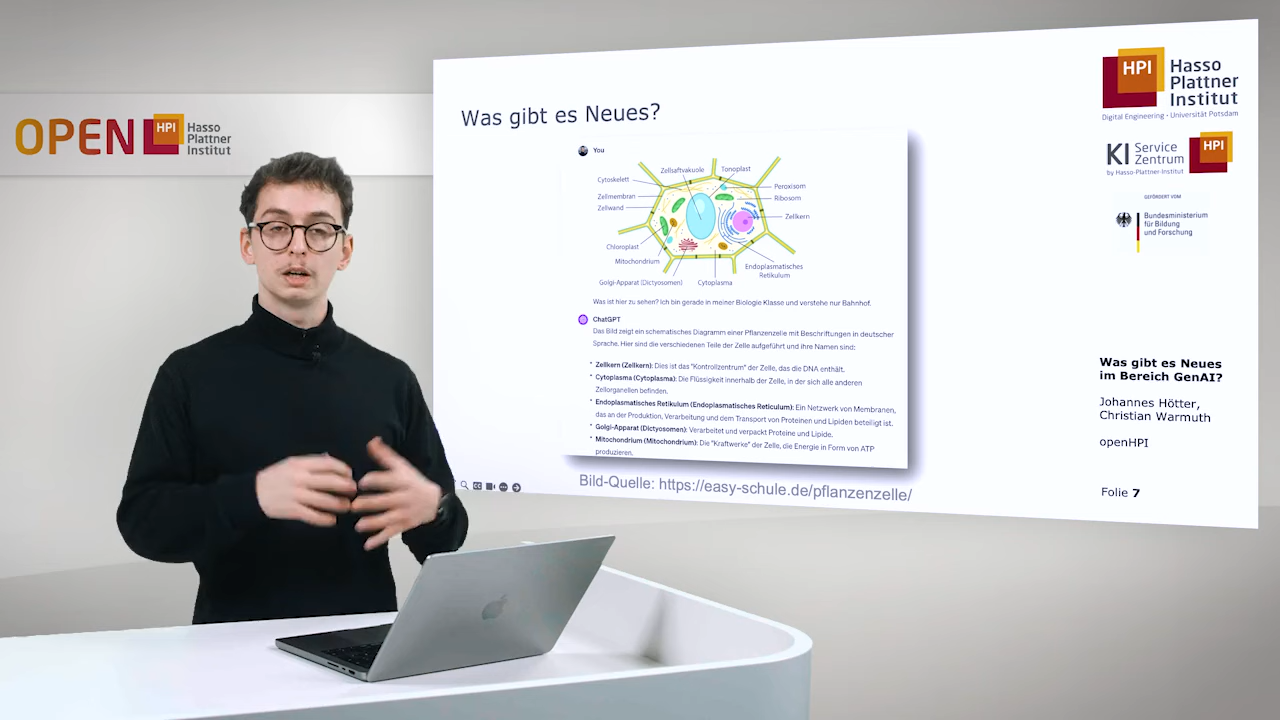 OPEN
HPI
Hasso
Plattner
Institut
Was gibt es Neues?
You
Zellsaftvakuole
Tonoplast
Cytoskelett
Peroxisom
Zellmembran
Ribosom
Zellwand
Zellkern
Chloroplast
Mitochondrium
Endoplasmatisches
Retikulum
Golgi-Apparat (Dictyosomen)
Cytoplasma
Was ist hier zu sehen? Ich bin gerade in meiner Biologie Klasse und verstehe nur Bahnhof.
ChatGPT
Das Bild zeigt ein schematisches Diagramm einer Pflanzenzelle mit Beschriftungen in deutscher
Sprache. Hier sind die verschiedenen Teile der Zelle aufgeführt und ihre Namen sind:
* Zellkern (Zellkern): Dies ist das "Kontrollzentrum" der Zelle, das die DNA enthält.
* Cytoplasma (Cytoplasma): Die Flüssigkeit innerhalb der Zelle, in der sich alle anderen
Zellorganellen befinden.
* Endoplasmatisches Retikulum (Endoplasmatisches Reticulum): Ein Netzwerk von Membranen,
das an der Produktion, Verarbeitung und dem Transport von Proteinen und Lipiden beteiligt ist.
* Golgi-Apparat (Dictyosomen): Verarbeitet und verpackt Proteine und Lipide.
* Mitochondrium (Mitochondrium): Die "Kraftwerke" der Zelle, die Energie in Form von ATP
produzieren.
Bild-Quelle: https://easy-schule.de/pflanzenzelle/
HPI
Hasso
Plattner
Institut
Digital Engineering · Universität Potsdam
KI Service
Zentrum
by Hasso-Plattner-Institut
HPI
GEFÖRDERT VOM
Bundesministerium
für Bildung
und Forschung
Was gibt es Neues
im Bereich GenAI?
Johannes Hötter,
Christian Warmuth
openHPI
Folie 7